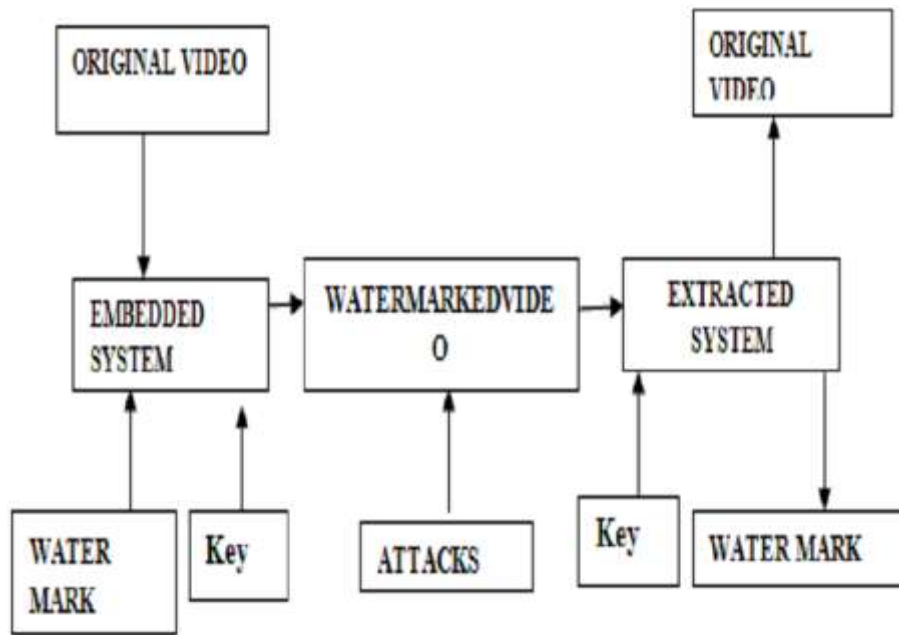 ORIGINAL VIDEO
ORIGINAL
VIDEO
EMBEDDED
SYSTEM
WATERMARKEDVIDE
O
EXTRACTED
SYSTEM
WATER
MARK
Key
ATTACKS
Key
WATER MARK